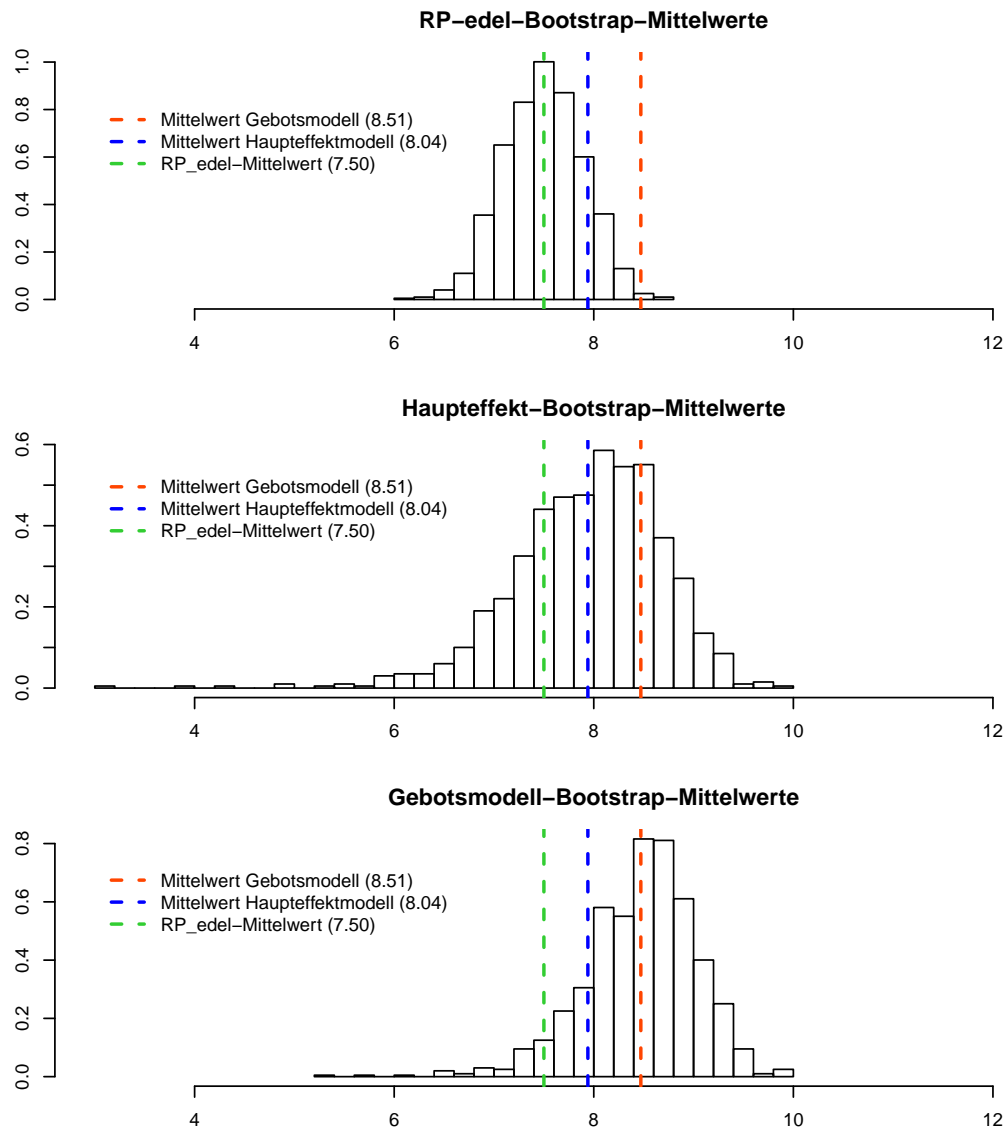 RP−edel−Bootstrap−Mittelwerte
1.0
0.8
0.6
0.4
0.2
0.0
Mittelwert Gebotsmodell (8.51)
Mittelwert Haupteffektmodell (8.04)
RP_edel−Mittelwert (7.50)
4 6 8 10 12
Haupteffekt−Bootstrap−Mittelwerte
0.6
0.4
0.2
0.0
Mittelwert Gebotsmodell (8.51)
Mittelwert Haupteffektmodell (8.04)
RP_edel−Mittelwert (7.50)
4 6 8 10 12
Gebotsmodell−Bootstrap−Mittelwerte
0.8
0.6
0.4
0.2
0.0
Mittelwert Gebotsmodell (8.51)
Mittelwert Haupteffektmodell (8.04)
RP_edel−Mittelwert (7.50)
4 6 8 10 12